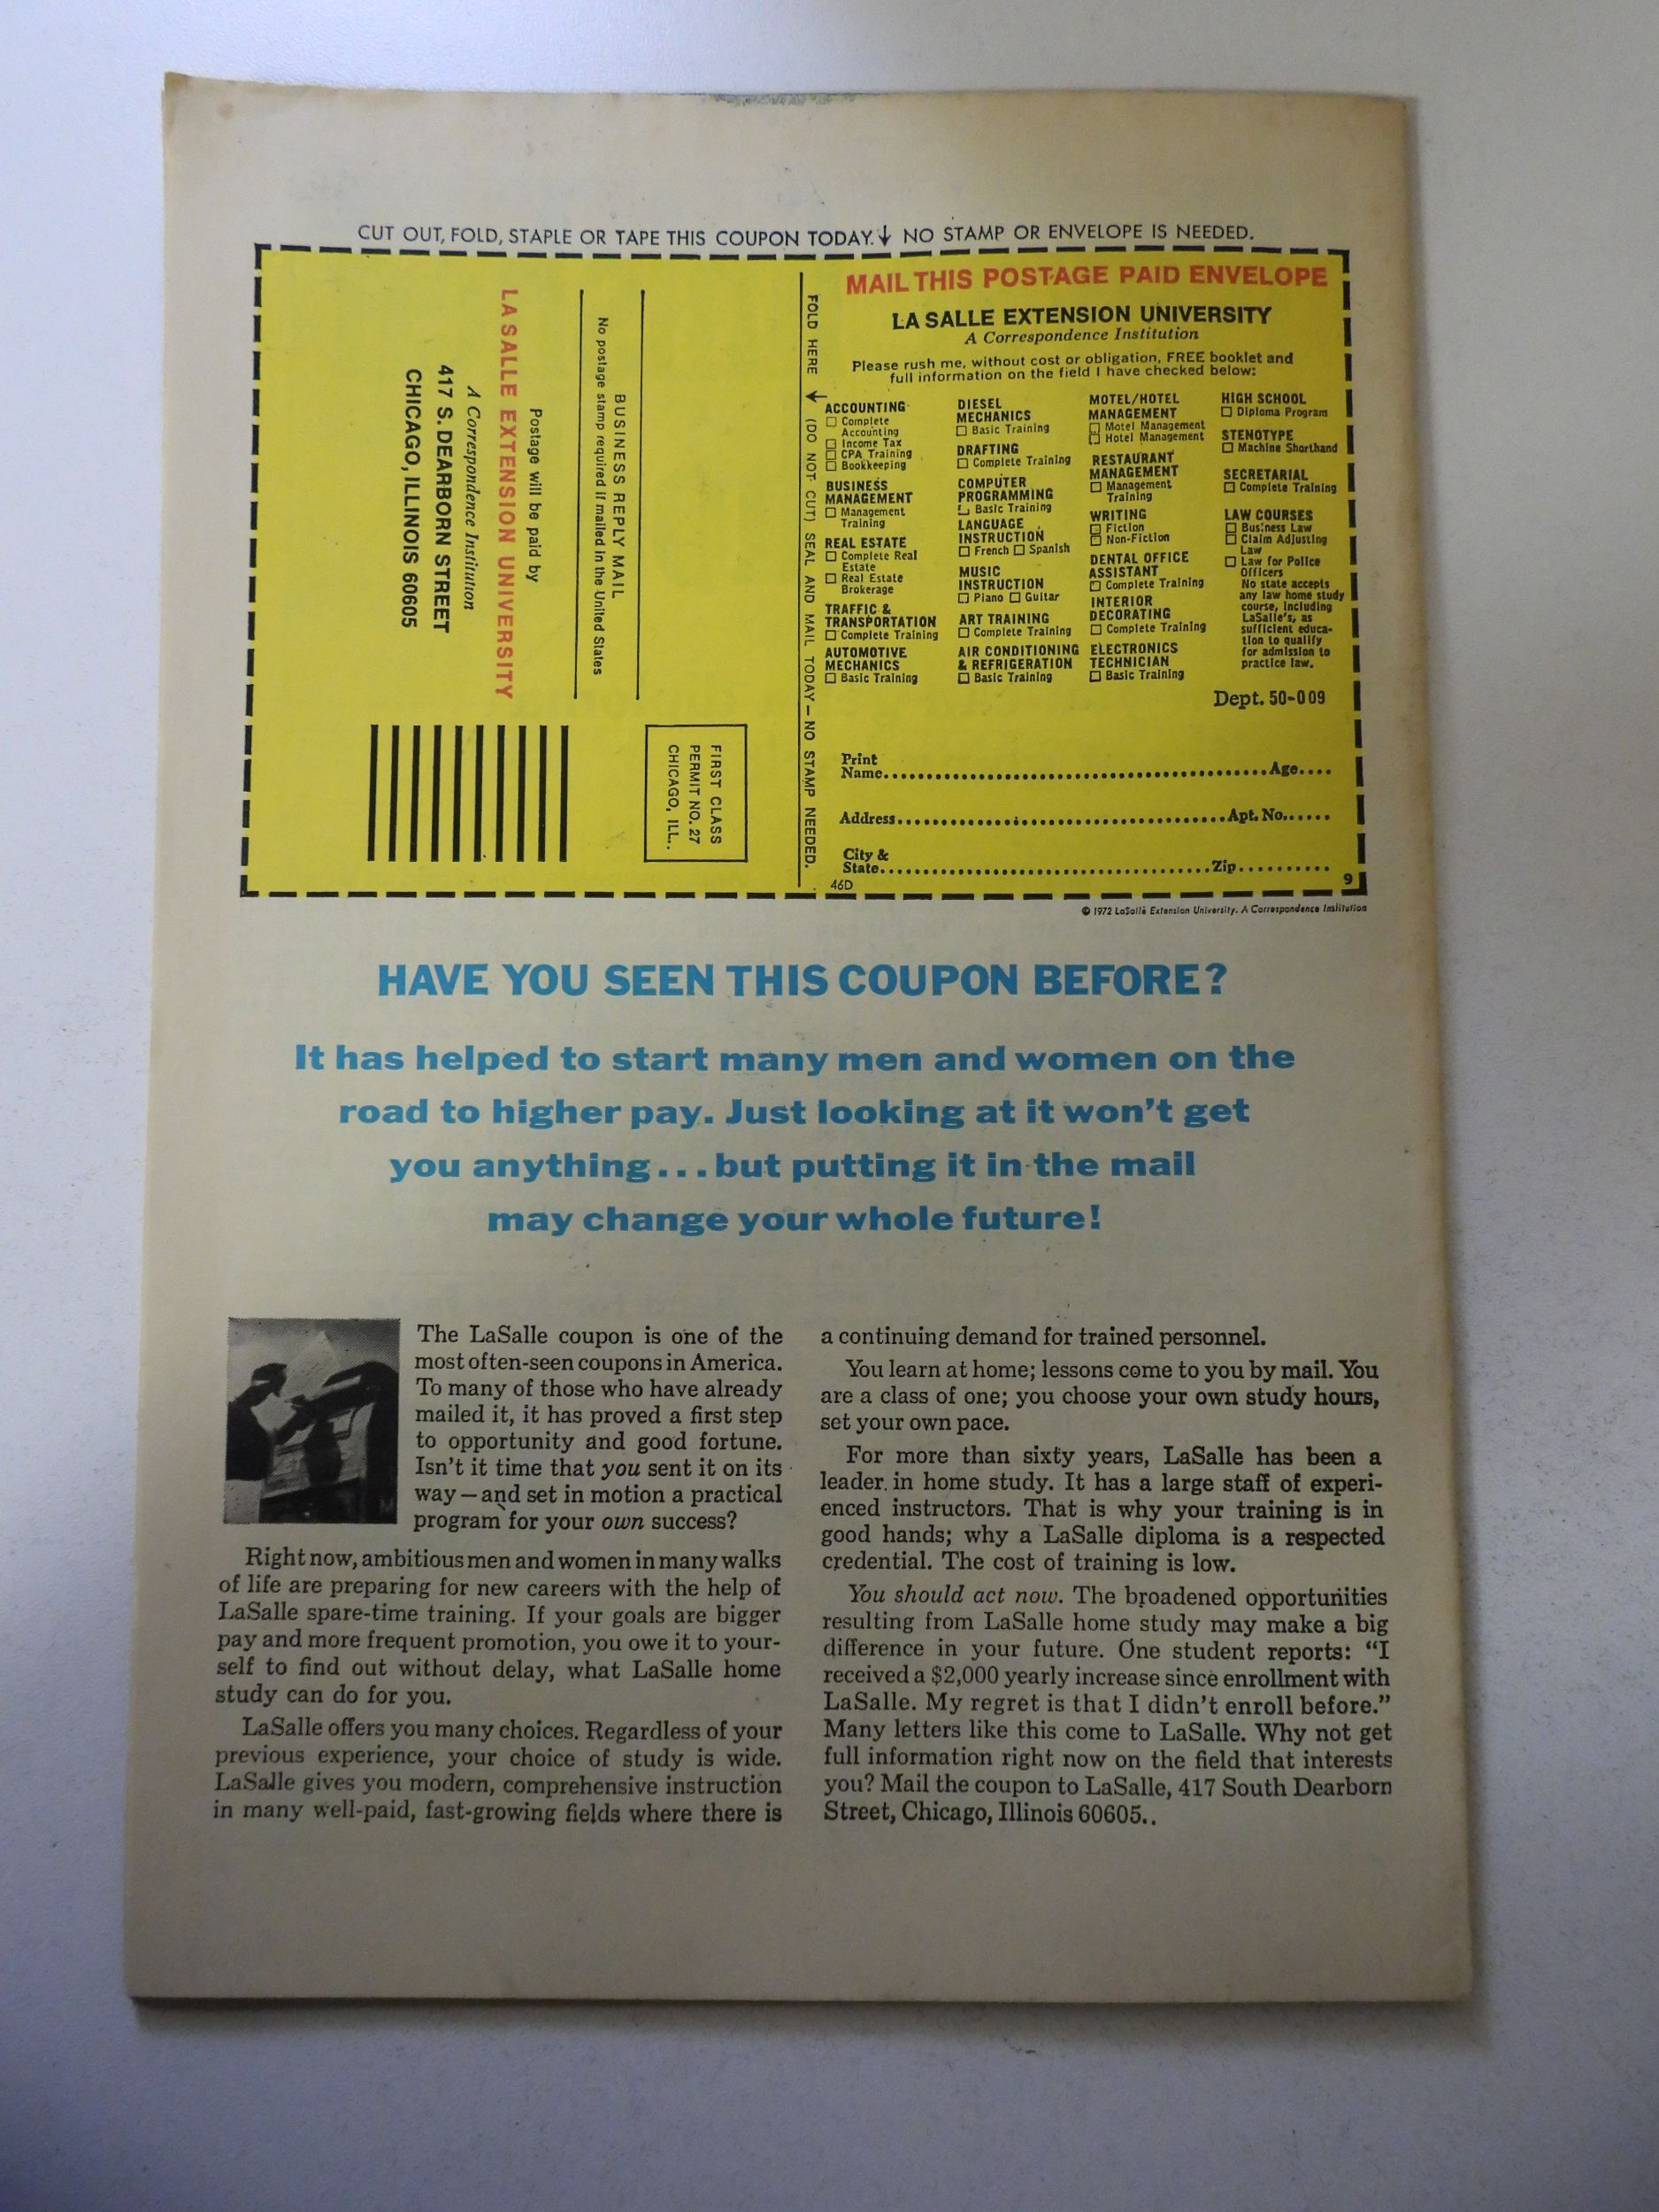 CUT OUT, FOLD, STAPLE OR TAPE THIS COUPON TODAY.↓ NO STAMP OR ENVELOPE IS NEEDED.
BUSINESS REPLY MAIL
No postage stamp required if mailed in the United States
Postage will be paid by
LA SALLE EXTENSION UNIVERSITY
A Correspondence Institution
417 S. DEARBORN STREET
CHICAGO, ILLINOIS 60605
FIRST CLASS
PERMIT NO. 27
CHICAGO, ILL..
FOLD HERE ↓ (DO NOT CUT) SEAL AND MAIL TODAY — NO STAMP NEEDED.
MAIL THIS POSTAGE PAID ENVELOPE
LA SALLE EXTENSION UNIVERSITY
A Correspondence Institution
Please rush me, without cost or obligation, FREE booklet and
full information on the field I have checked below:
ACCOUNTING
☐ Complete
Accounting
☐ Income Tax
☐ CPA Training
☐ Bookkeeping
BUSINESS
MANAGEMENT
☐ Management
Training
REAL ESTATE
☐ Complete Real
Estate
☐ Real Estate
Brokerage
TRAFFIC &
TRANSPORTATION
☐ Complete Training
AUTOMOTIVE
MECHANICS
☐ Basic Training
DIESEL
MECHANICS
☐ Basic Training
DRAFTING
☐ Complete Training
COMPUTER
PROGRAMMING
☐ Basic Training
LANGUAGE
INSTRUCTION
☐ French ☐ Spanish
MUSIC
INSTRUCTION
☐ Piano ☐ Guitar
ART TRAINING
☐ Complete Training
AIR CONDITIONING
& REFRIGERATION
☐ Basic Training
MOTEL/HOTEL
MANAGEMENT
☐ Motel Management
☐ Hotel Management
RESTAURANT
MANAGEMENT
☐ Management
Training
WRITING
☐ Fiction
☐ Non-Fiction
DENTAL OFFICE
ASSISTANT
☐ Complete Training
INTERIOR
DECORATING
☐ Complete Training
ELECTRONICS
TECHNICIAN
☐ Basic Training
HIGH SCHOOL
☐ Diploma Program
STENOTYPE
☐ Machine Shorthand
SECRETARIAL
☐ Complete Training
LAW COURSES
☐ Business Law
☐ Claim Adjusting
Law
☐ Law for Police
Officers
No state accepts
any law home study
course, including
LaSalle's, as
sufficient educa-
tion to qualify
for admission to
practice law.
Dept. 50-009
Print
Name..........Age....
Address..........Apt. No......
City &
State..........Zip..........
46D 9
© 1972 LaSalle Extension University. A Correspondence Institution
HAVE YOU SEEN THIS COUPON BEFORE?
It has helped to start many men and women on the
road to higher pay. Just looking at it won't get
you anything...but putting it in the mail
may change your whole future!
The LaSalle coupon is one of the
most often-seen coupons in America.
To many of those who have already
mailed it, it has proved a first step
to opportunity and good fortune.
Isn't it time that you sent it on its
way—and set in motion a practical
program for your own success?
Right now, ambitious men and women in many walks
of life are preparing for new careers with the help of
LaSalle spare-time training. If your goals are bigger
pay and more frequent promotion, you owe it to your-
self to find out without delay, what LaSalle home
study can do for you.
LaSalle offers you many choices. Regardless of your
previous experience, your choice of study is wide.
LaSalle gives you modern, comprehensive instruction
in many well-paid, fast-growing fields where there is
a continuing demand for trained personnel.
You learn at home; lessons come to you by mail. You
are a class of one; you choose your own study hours,
set your own pace.
For more than sixty years, LaSalle has been a
leader in home study. It has a large staff of experi-
enced instructors. That is why your training is in
good hands; why a LaSalle diploma is a respected
credential. The cost of training is low.
You should act now. The broadened opportunities
resulting from LaSalle home study may make a big
difference in your future. One student reports: "I
received a $2,000 yearly increase since enrollment with
LaSalle. My regret is that I didn't enroll before."
Many letters like this come to LaSalle. Why not get
full information right now on the field that interests
you? Mail the coupon to LaSalle, 417 South Dearborn
Street, Chicago, Illinois 60605..